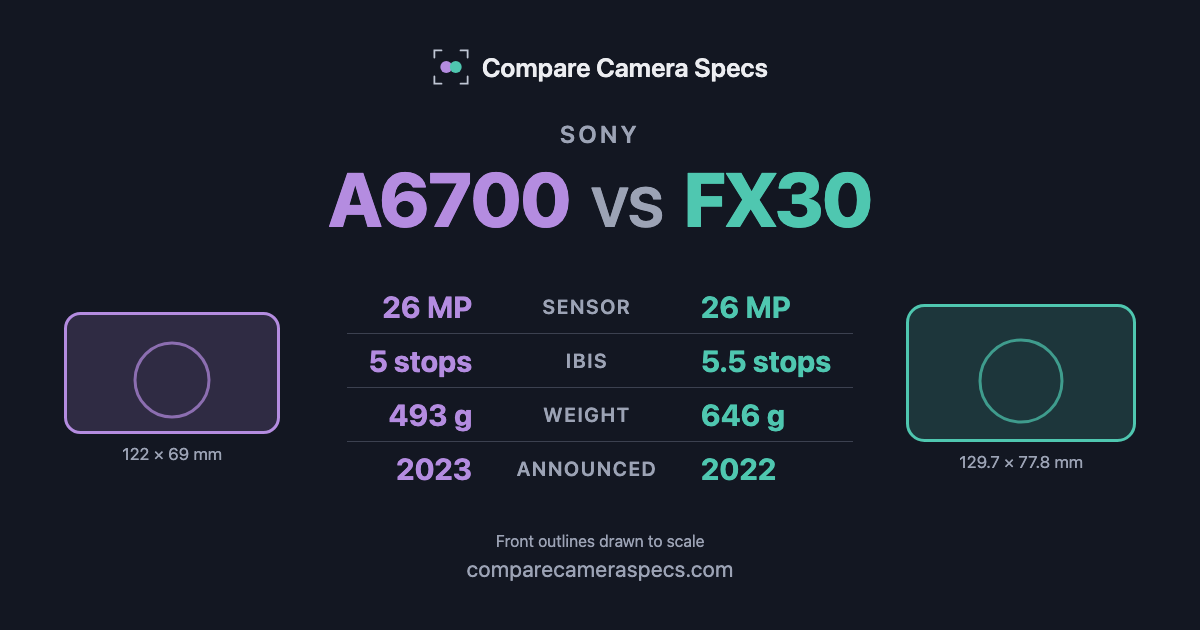 Compare Camera Specs
SONY
A6700 VS FX30
26 MP SENSOR 26 MP
5 stops IBIS 5.5 stops
493 g WEIGHT 646 g
2023 ANNOUNCED 2022
122 × 69 mm
129.7 × 77.8 mm
Front outlines drawn to scale
comparecameraspecs.com